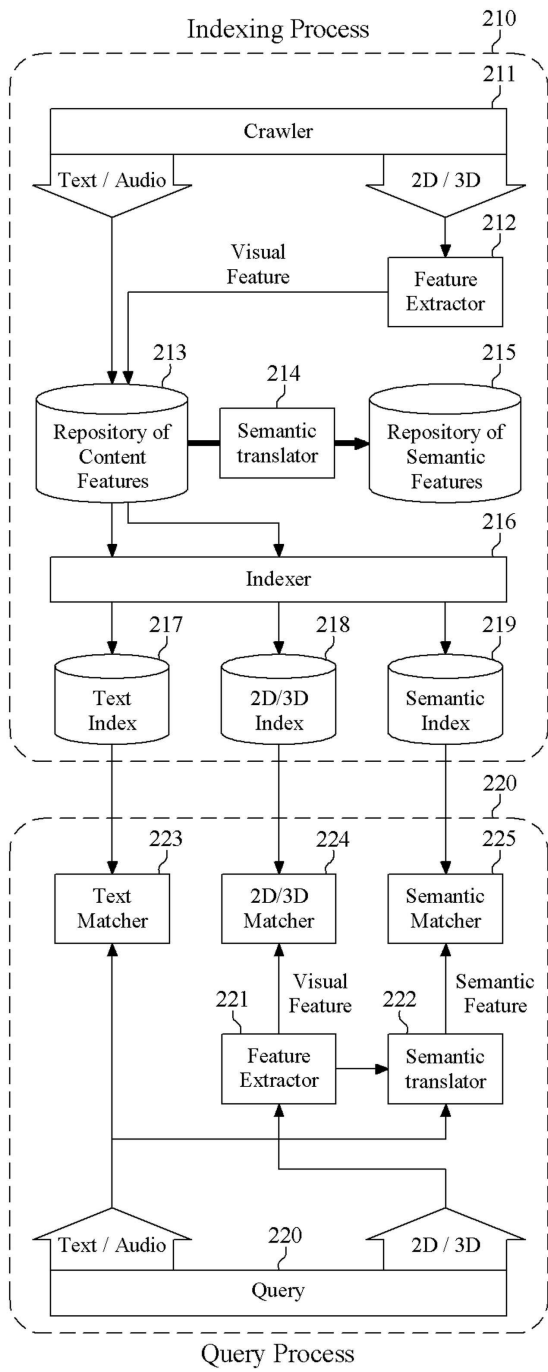 Indexing Process
210
211
Crawler
Text / Audio
2D / 3D
212
Visual
Feature
Feature
Extractor
213
214
215
Repository of
Content
Features
Semantic
translator
Repository of
Semantic
Features
216
Indexer
217
218
219
Text
Index
2D/3D
Index
Semantic
Index
220
223
224
225
Text
Matcher
2D/3D
Matcher
Semantic
Matcher
Visual
Feature
Semantic
Feature
221
222
Feature
Extractor
Semantic
translator
Text / Audio
220
2D / 3D
Query
Query Process